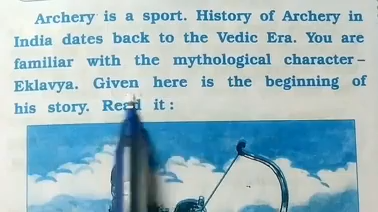 Archery is a sport. History of Archery in
India dates back to the Vedic Era. You are
familiar with the mythological character –
Eklavya. Given here is the beginning of
his story. Read it :